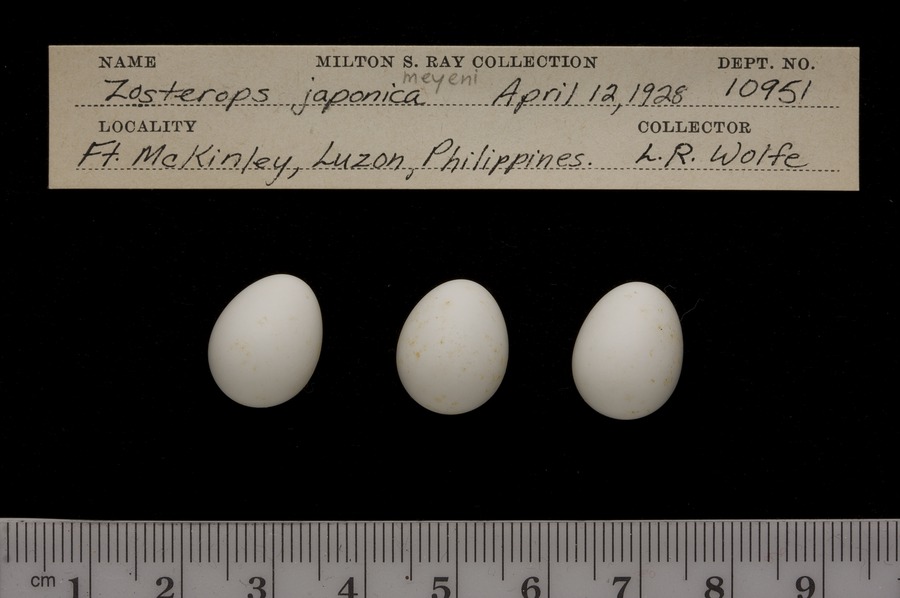 NAME MILTON S. RAY COLLECTION DEPT. NO.
meyeni
Zosterops japonica April 12, 1928 10951
LOCALITY COLLECTOR
Ft. McKinley, Luzon, Philippines. L.R. Wolfe
cm 1 2 3 4 5 6 7 8 9